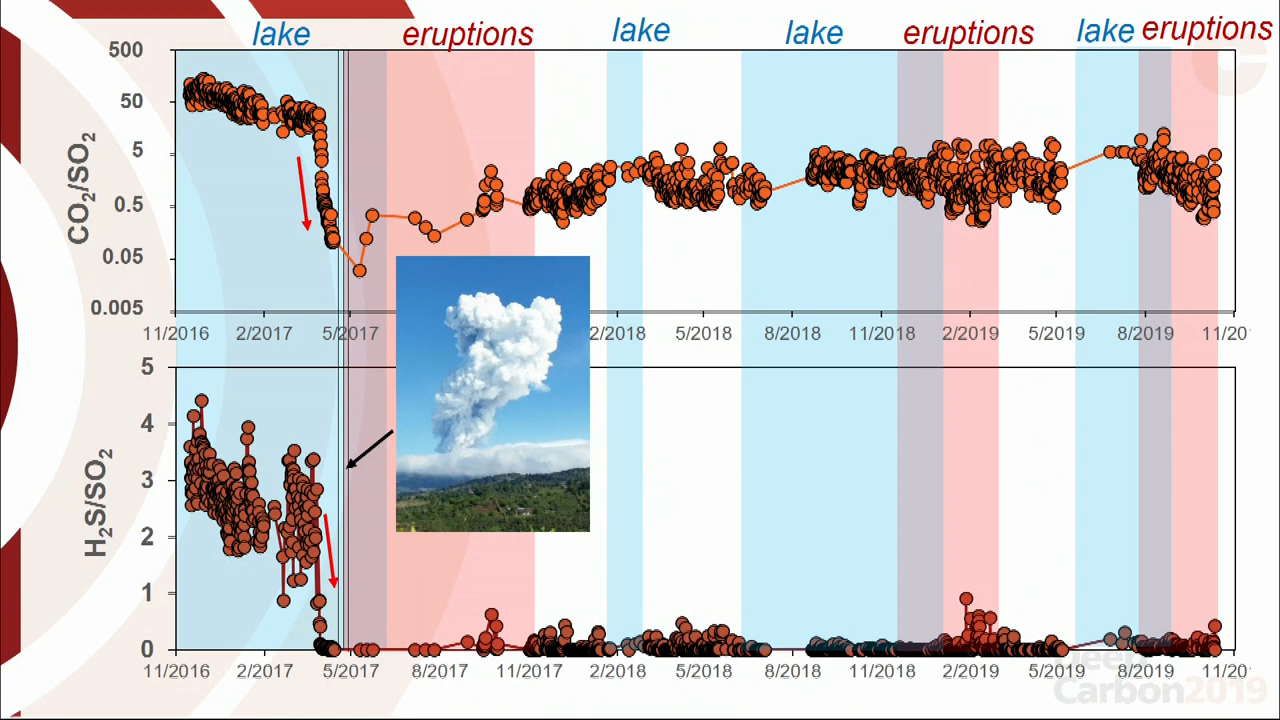 lake eruptions lake lake eruptions lake eruptions
500
50
5
0.5
0.05
0.005
CO2/SO2
11/2016 2/2017 5/2017 2/2018 5/2018 8/2018 11/2018 2/2019 5/2019 8/2019 11/20
5
4
3
2
1
0
H2S/SO2
11/2016 2/2017 5/2017 8/2017 11/2017 2/2018 5/2018 8/2018 11/2018 2/2019 5/2019 8/2019 11/20
Deep
Carbon2019